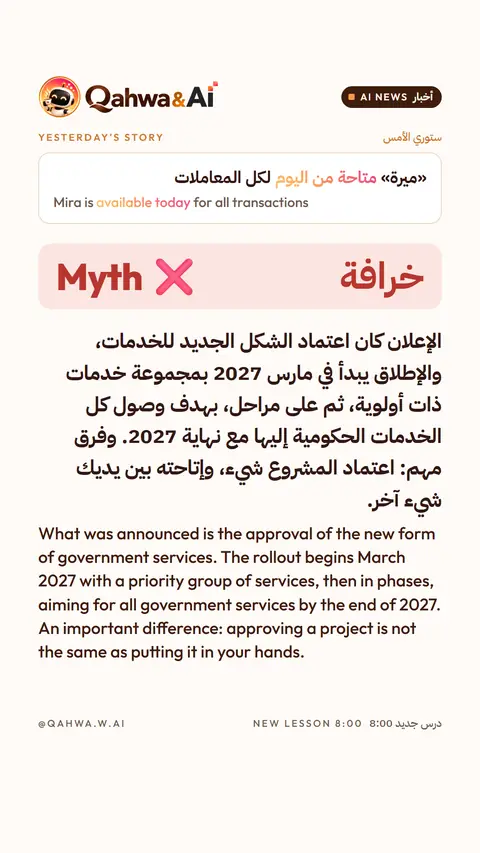 Qahwa&Ai
AI NEWS أخبار
YESTERDAY'S STORY
ستوري الأمس
«ميرة» متاحة من اليوم لكل المعاملات
Mira is available today for all transactions
Myth ❌
خرافة
الإعلان كان اعتماد الشكل الجديد للخدمات،
والإطلاق يبدأ في مارس 2027 بمجموعة خدمات
ذات أولوية، ثم على مراحل، بهدف وصول كل
الخدمات الحكومية إليها مع نهاية 2027. وفرق
مهم: اعتماد المشروع شيء، وإتاحته بين يديك
شيء آخر.
What was announced is the approval of the new form
of government services. The rollout begins March
2027 with a priority group of services, then in phases,
aiming for all government services by the end of 2027.
An important difference: approving a project is not
the same as putting it in your hands.
@QAHWA.W.AI
NEW LESSON 8:00 درس جديد 8:00